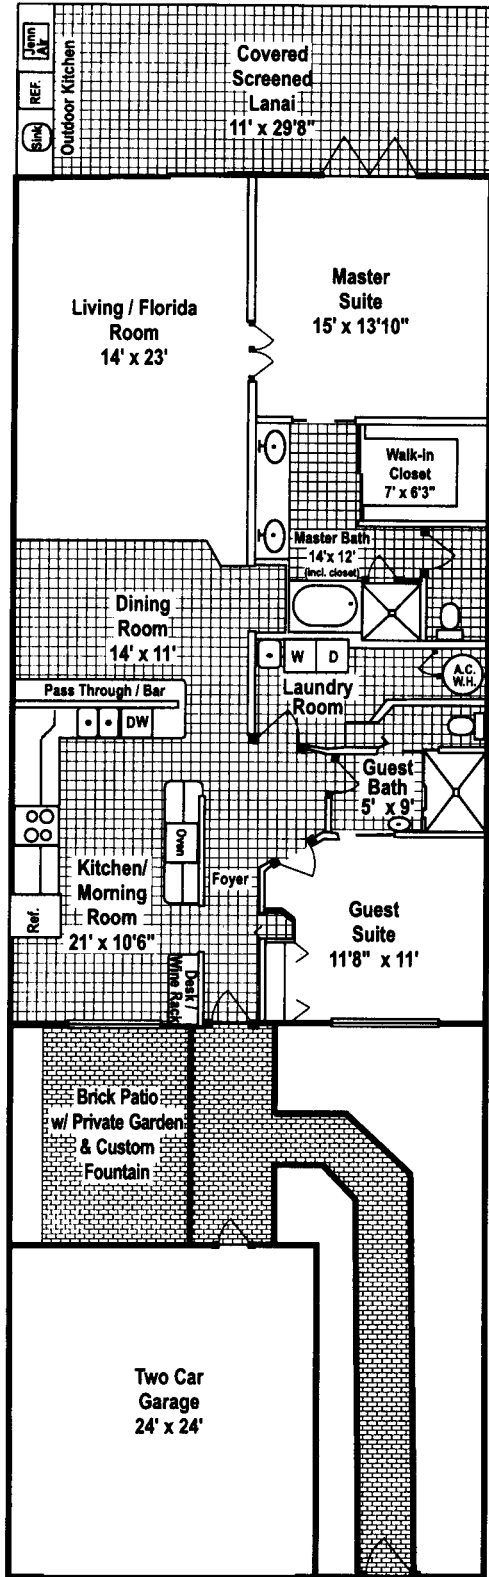 Jenn
Air
REF.
Sink
Outdoor Kitchen
Covered
Screened
Lanai
11' x 29'8"
Living / Florida
Room
14' x 23'
Master
Suite
15' x 13'10"
Walk-in
Closet
7' x 6'3"
Master Bath
14'x 12'
(incl. closet)
Dining
Room
14' x 11'
W
D
Laundry
Room
A.C.
W.H.
Pass Through / Bar
DW
Guest
Bath
5' x 9'
Oven
Kitchen/
Morning
Room
21' x 10'6"
Ref.
Foyer
Guest
Suite
11'8" x 11'
Desk /
Wine Rack
Brick Patio
w/ Private Garden
& Custom
Fountain
Two Car
Garage
24' x 24'